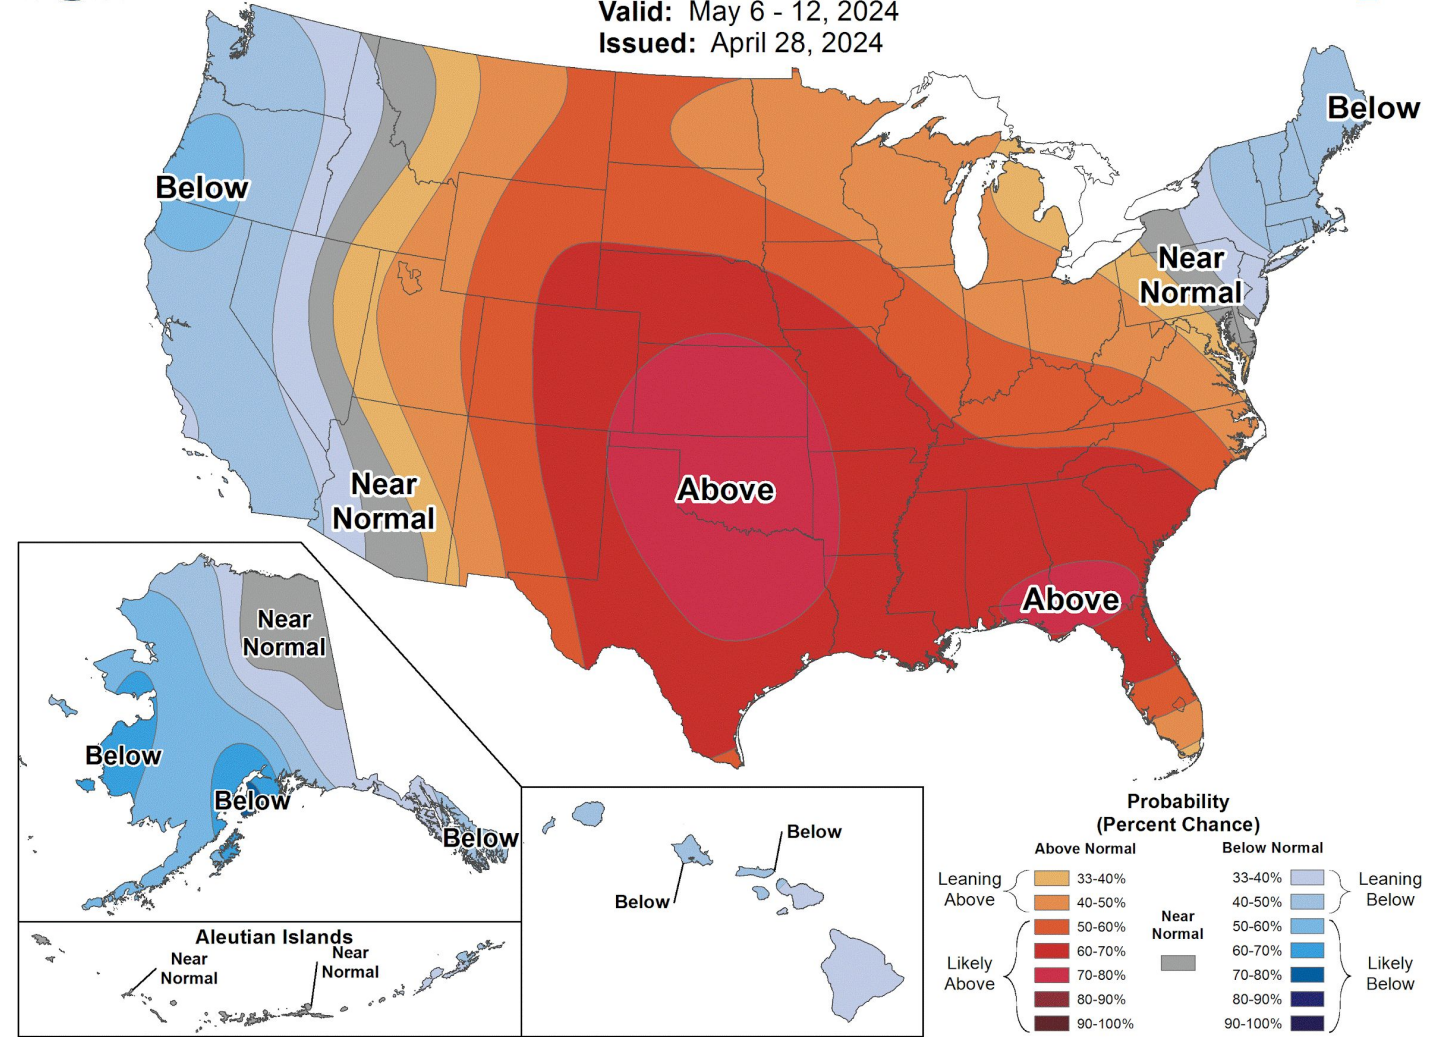 Valid: May 6 - 12, 2024
Issued: April 28, 2024
Below
Below
Near
Normal
Near
Normal
Above
Above
Near
Normal
Below
Below
Below
Aleutian Islands
Near
Normal
Near
Normal
Below
Below
Probability
(Percent Chance)
Above Normal
Below Normal
Leaning
Above
33-40%
40-50%
Likely
Above
50-60%
60-70%
70-80%
80-90%
90-100%
Near
Normal
33-40%
40-50%
Leaning
Below
50-60%
60-70%
70-80%
80-90%
90-100%
Likely
Below